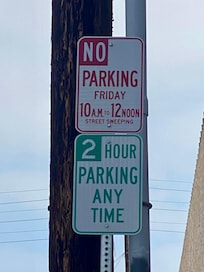 NO
PARKING
FRIDAY
10 A.M. TO 12 NOON
STREET SWEEPING
2 HOUR
PARKING
ANY
TIME